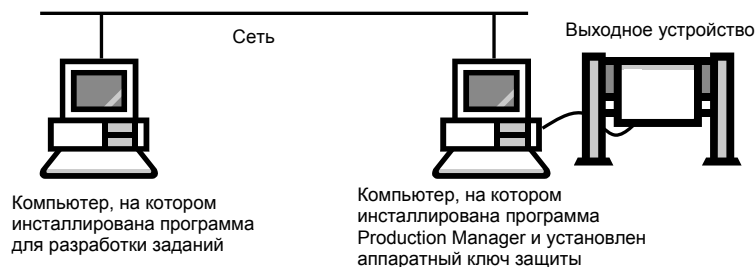 Сеть
Выходное устройство
Компьютер, на котором
инсталлирована программа
для разработки заданий
Компьютер, на котором
инсталлирована программа
Production Manager и установлен
аппаратный ключ защиты